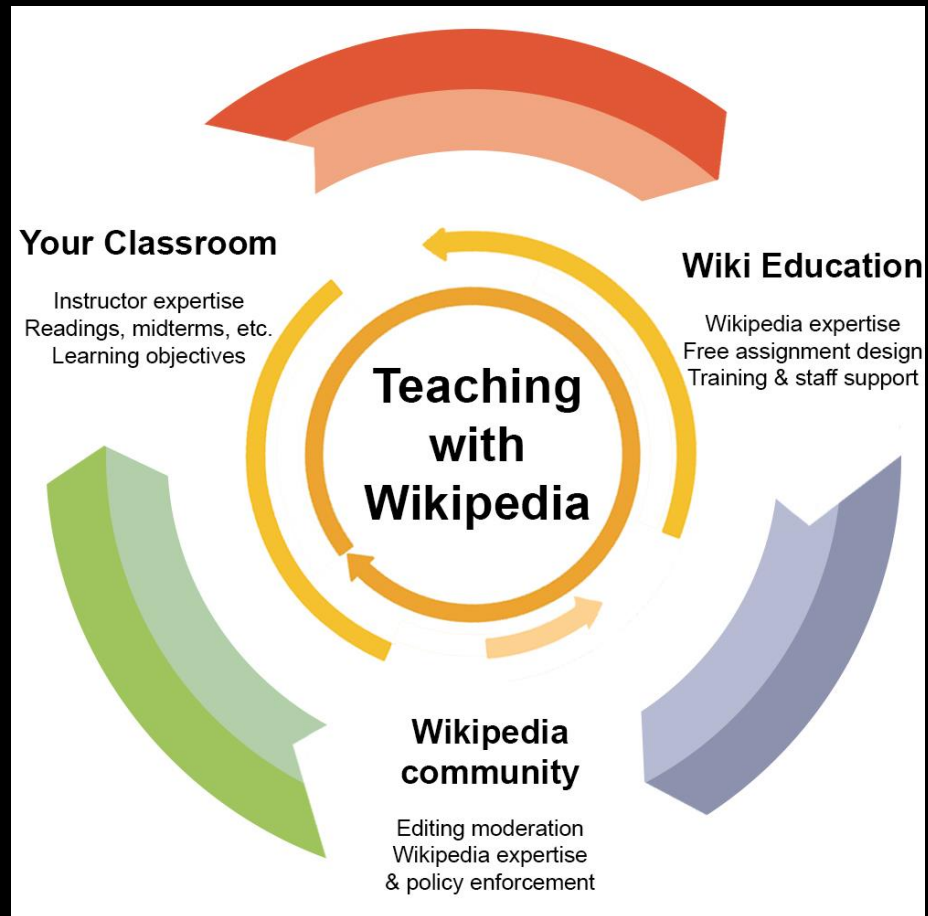 Your Classroom
Instructor expertise
Readings, midterms, etc.
Learning objectives
Wiki Education
Wikipedia expertise
Free assignment design
Training & staff support
Teaching
with
Wikipedia
Wikipedia
community
Editing moderation
Wikipedia expertise
& policy enforcement